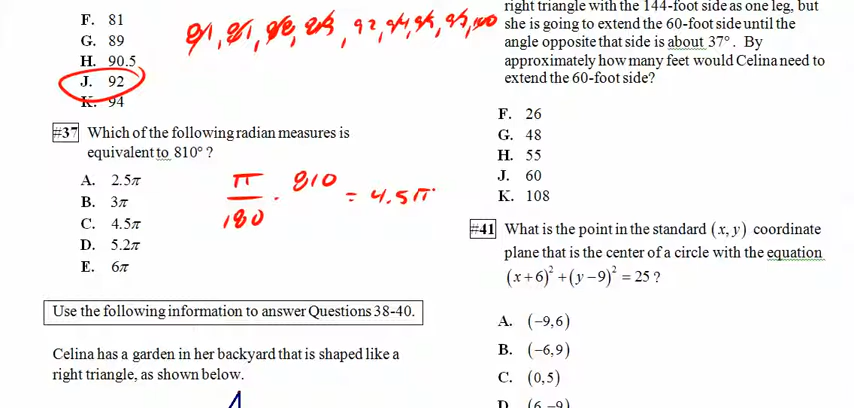 F. 81
G. 89
H. 90.5
J. 92
K. 94
#37 Which of the following radian measures is
equivalent to 810° ?
A. 2.5π
B. 3π
C. 4.5π
D. 5.2π
E. 6π
π/180 · 810 = 4.5π
Use the following information to answer Questions 38-40.
Celina has a garden in her backyard that is shaped like a
right triangle, as shown below.
right triangle with the 144-foot side as one leg, but
she is going to extend the 60-foot side until the
angle opposite that side is about 37° . By
approximately how many feet would Celina need to
extend the 60-foot side?
F. 26
G. 48
H. 55
J. 60
K. 108
#41 What is the point in the standard (x, y) coordinate
plane that is the center of a circle with the equation
(x+6)² + (y−9)² = 25 ?
A. (−9,6)
B. (−6,9)
C. (0,5)
D. (6,−9)